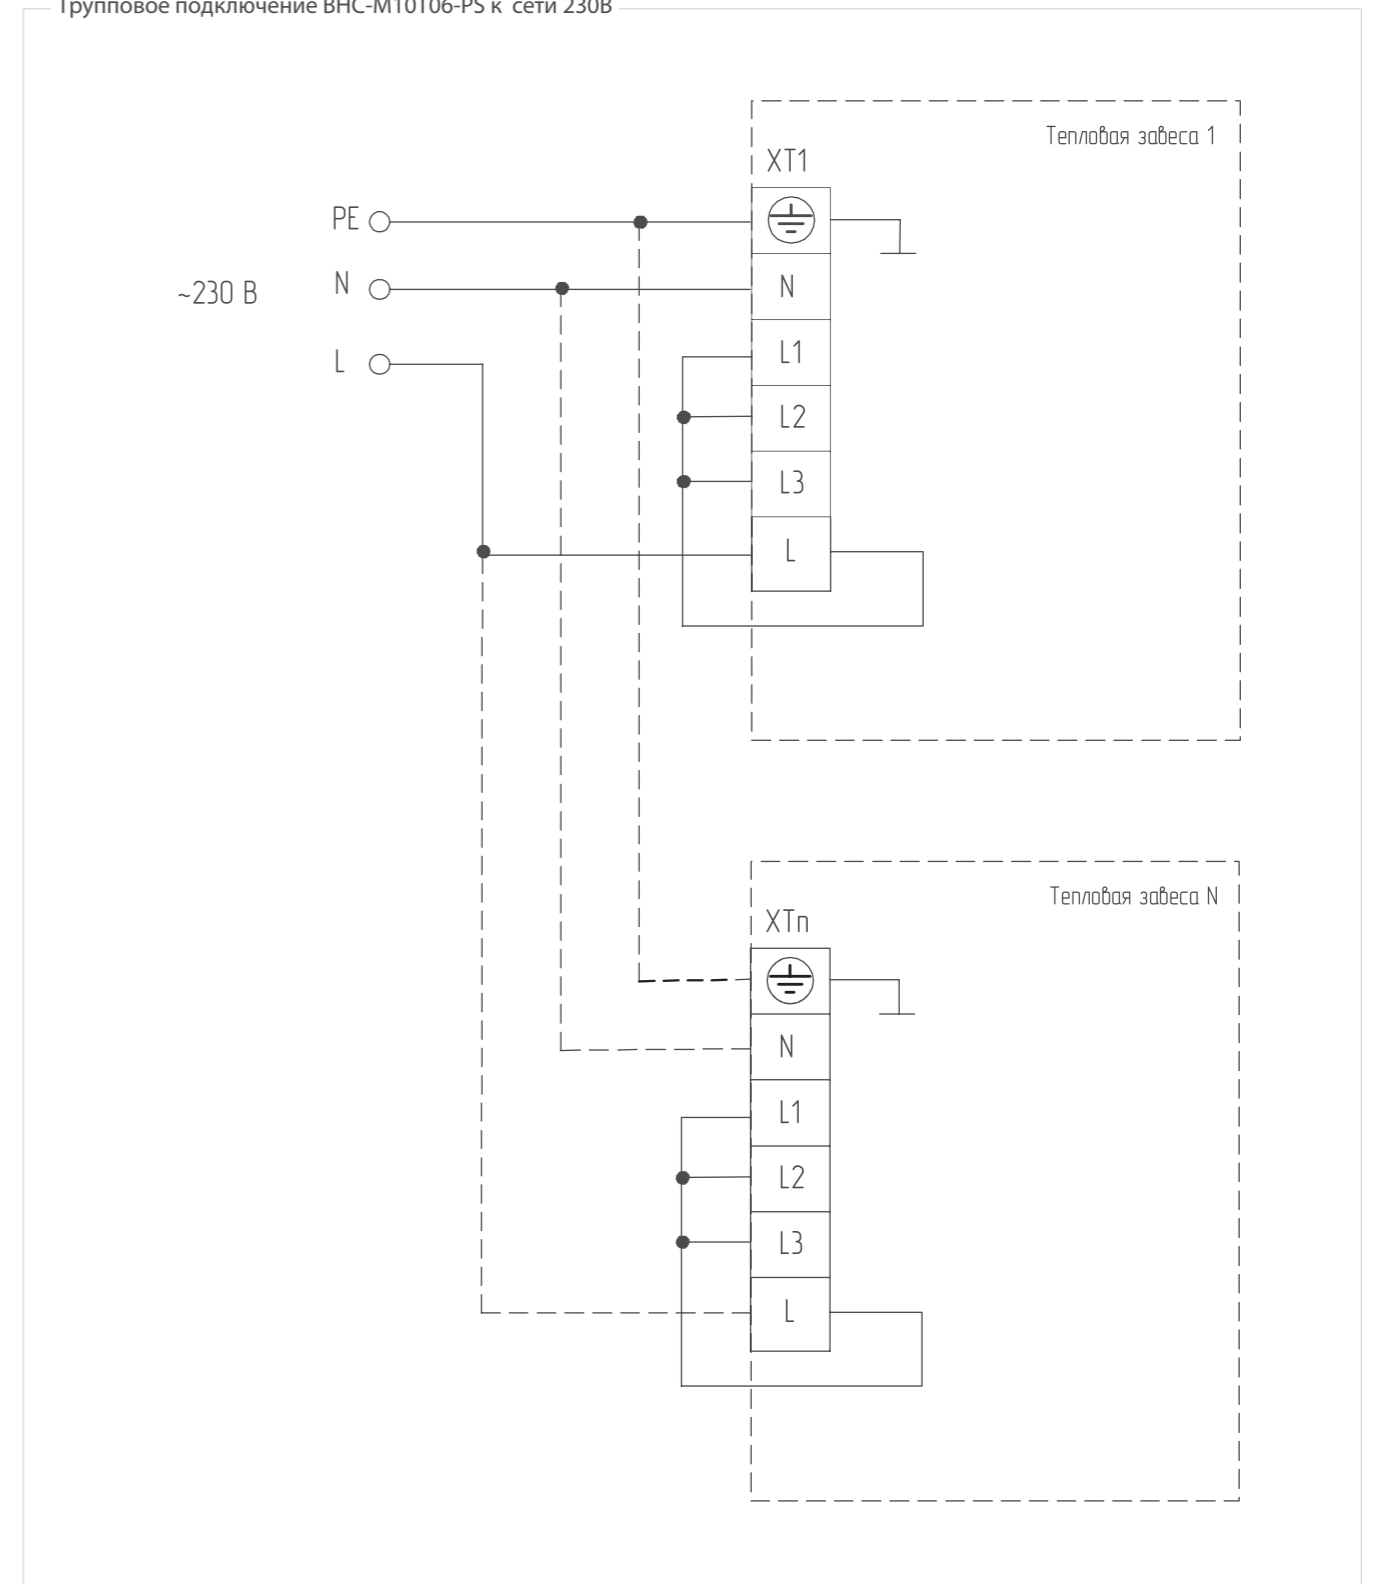 Групповое подключение BHC-M10T06-PS к сети 230В
Тепловая завеса 1
XT1
PE
N
~230 В
L
N
L1
L2
L3
L
Тепловая завеса N
XTn
N
L1
L2
L3
L